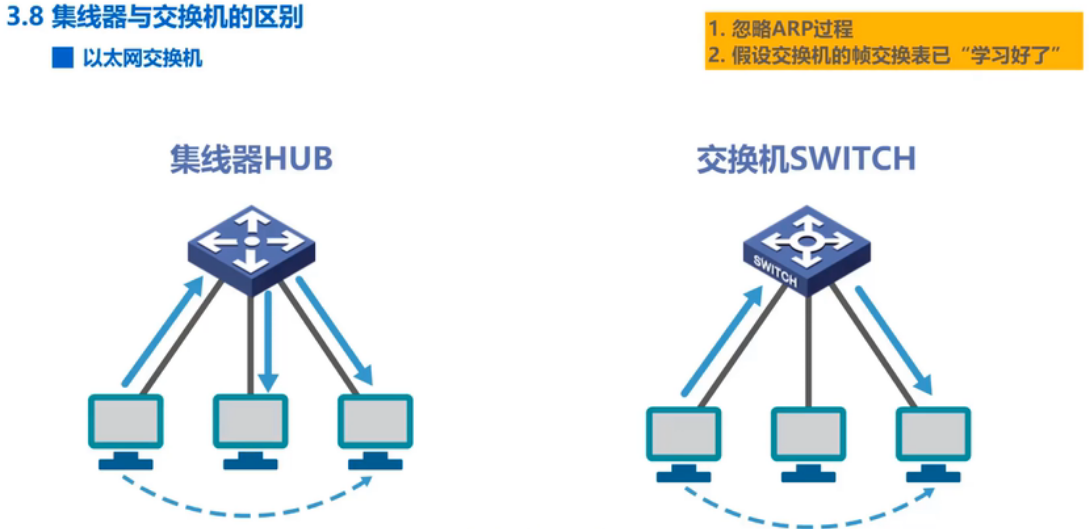 3.8 集线器与交换机的区别
以太网交换机
1. 忽略ARP过程
2. 假设交换机的帧交换表已“学习好了”
集线器HUB
交换机SWITCH
SWITCH